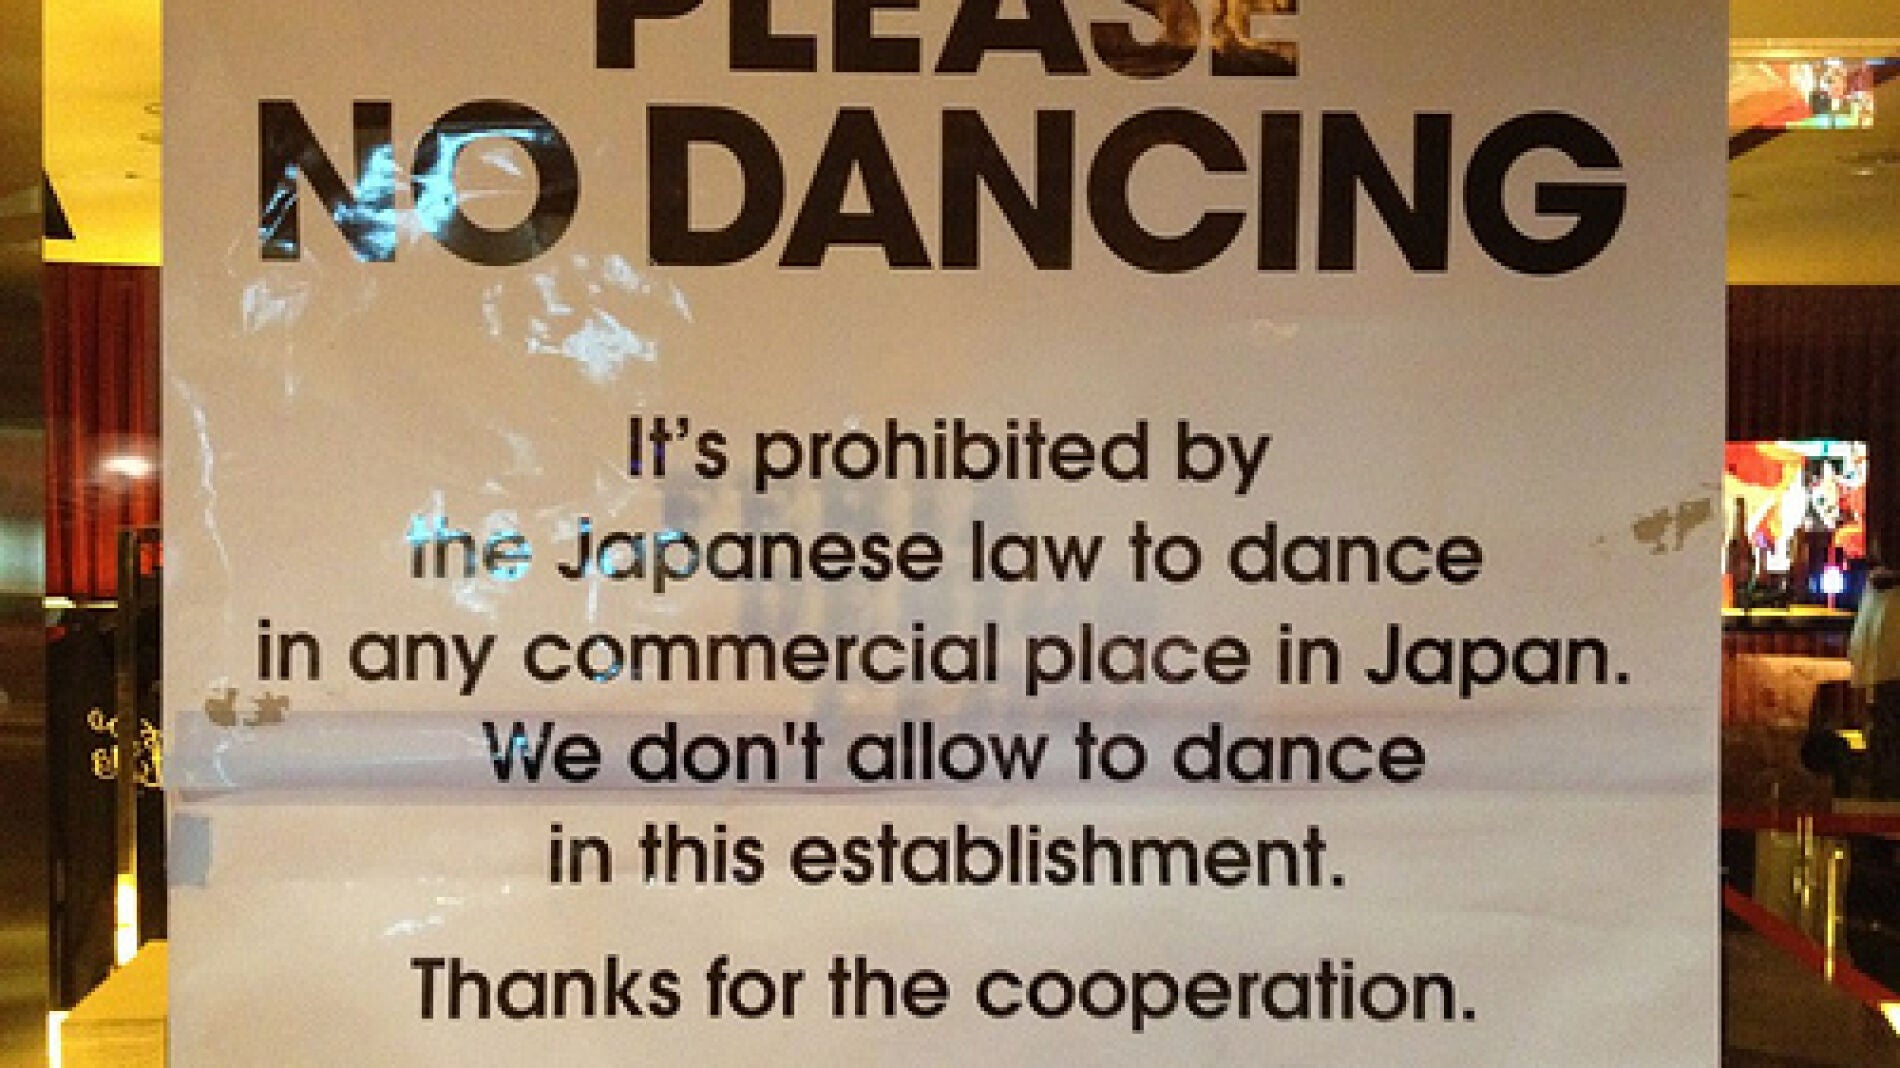 PLEASE
NO DANCING
It's prohibited by
the Japanese law to dance
in any commercial place in Japan.
We don't allow to dance
in this establishment.
Thanks for the cooperation.